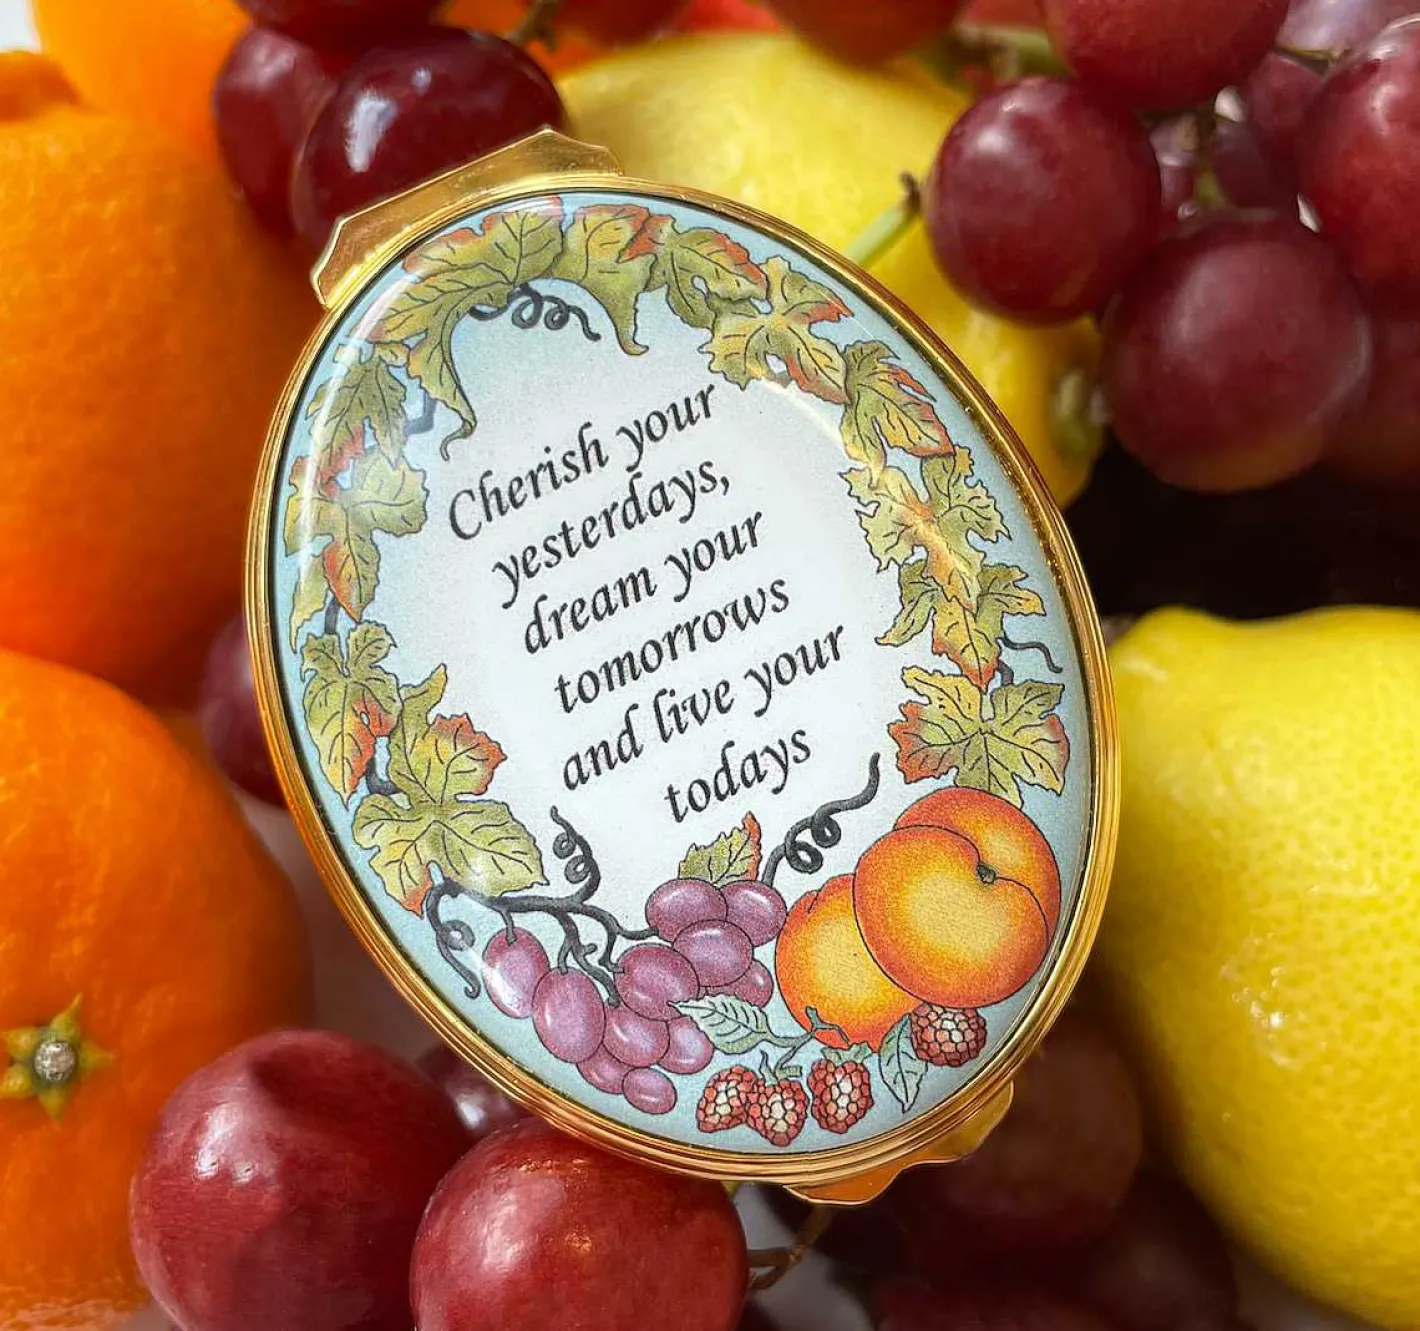 Cherish your
yesterdays,
dream your
tomorrows
and live your
todays